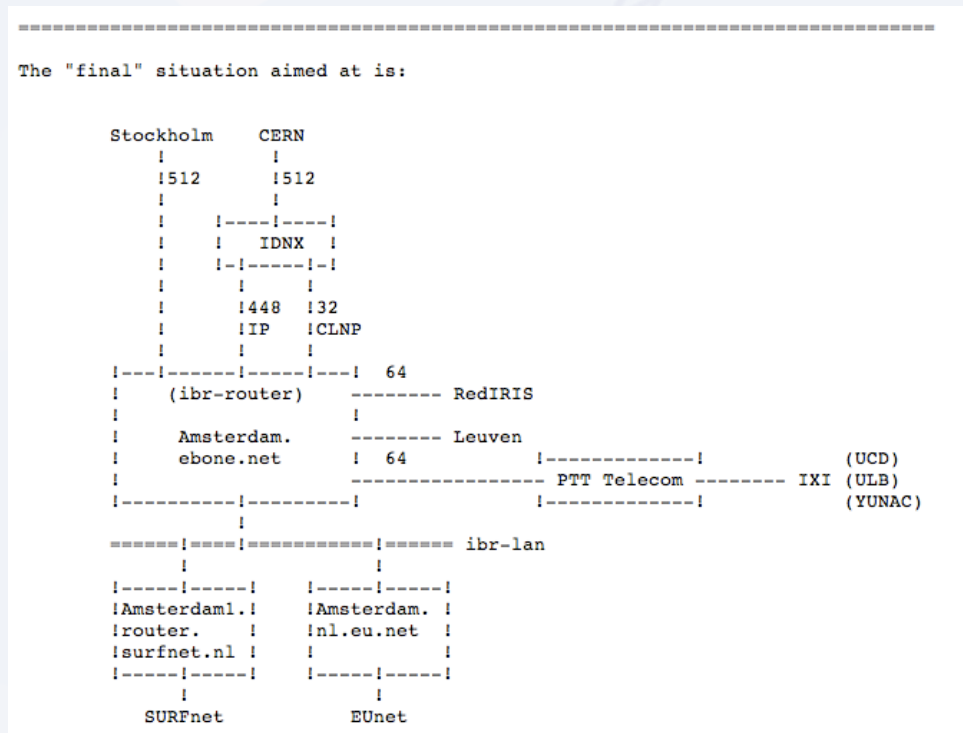 ==============================================================================
The "final" situation aimed at is:
        Stockholm    CERN
            !         !
            !512      !512
            !         !
            !    !----!----!
            !    !   IDNX  !
            !    !-!-----!-!
            !      !     !
            !      !448  !32
            !      !IP   !CLNP
            !      !     !
        !---!------!-----!---!  64
        !    (ibr-router)    -------- RedIRIS
        !                    !
        !     Amsterdam.     -------- Leuven
        !     ebone.net      !  64           !-------------!            (UCD)
        !                    ----------------- PTT Telecom -------- IXI (ULB)
        !----------!---------!               !-------------!            (YUNAC)
                   !
        ======!====!===========!====== ibr-lan
              !                !
        !-----!-----!    !-----!-----!
        !Amsterdam1.!    !Amsterdam. !
        !router.    !    !nl.eu.net  !
        !surfnet.nl !    !           !
        !-----!-----!    !-----!-----!
              !                !
           SURFnet           EUnet